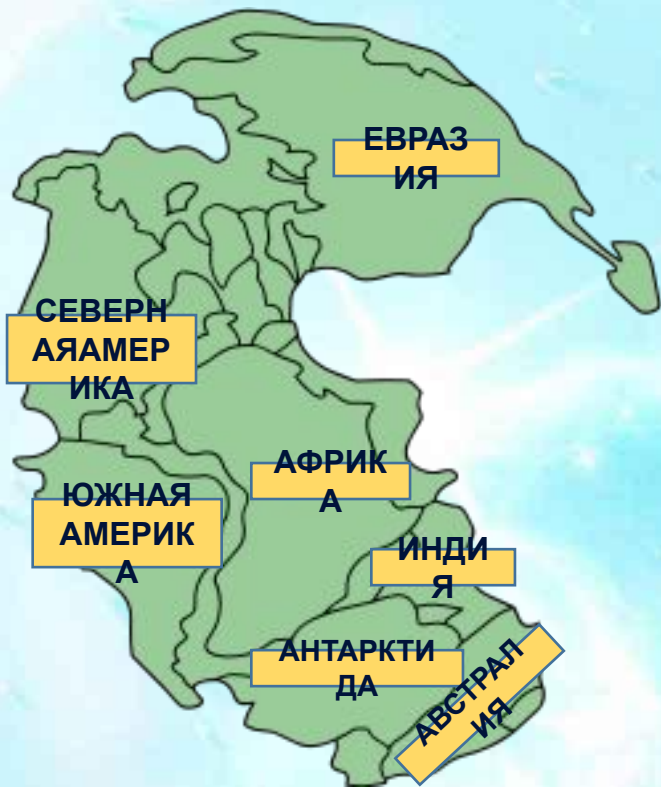 ЕВРАЗ
ИЯ
СЕВЕРН
АЯАМЕР
ИКА
АФРИК
А
ЮЖНАЯ
АМЕРИК
А
ИНДИ
Я
АНТАРКТИ
ДА
АВСТРАЛ
ИЯ